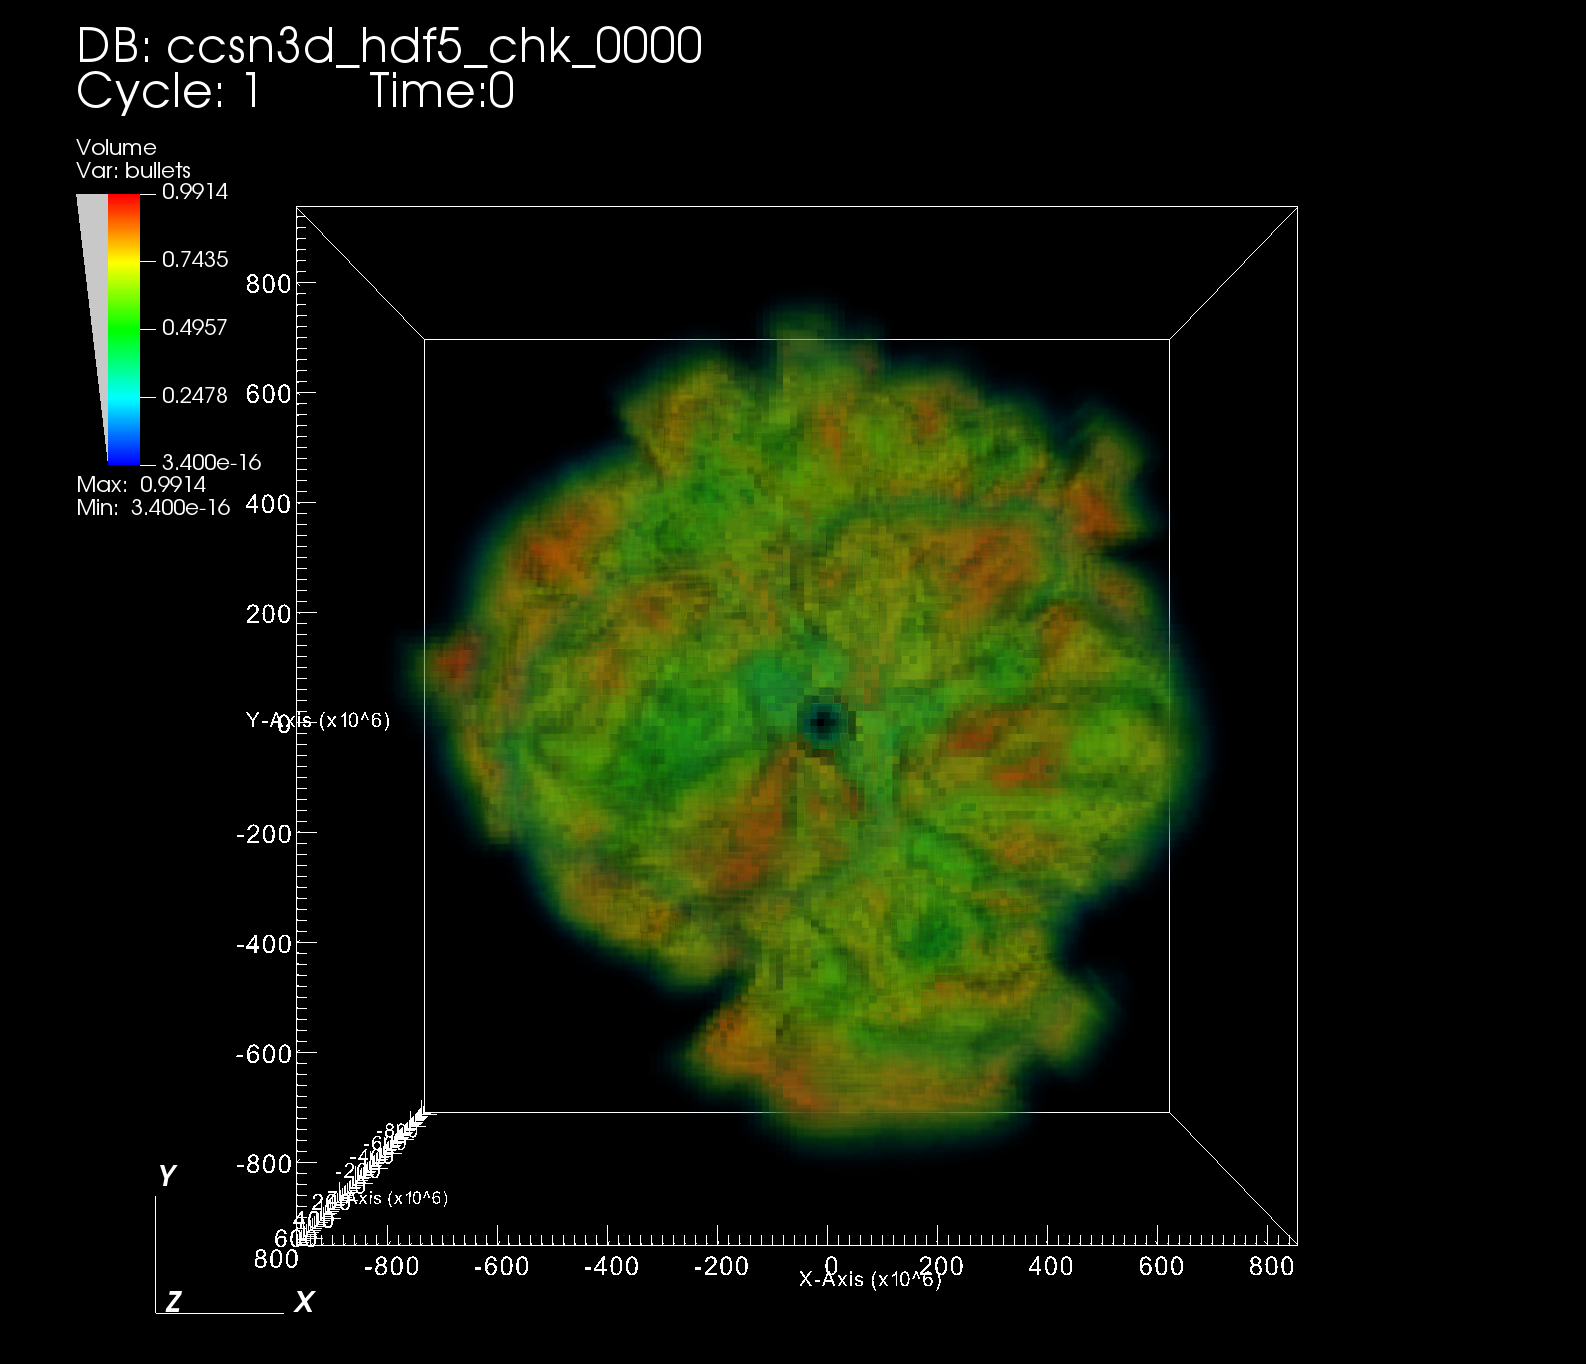 DB: ccsn3d_hdf5_chk_0000
Cycle: 1 Time:0
Volume
Var: bullets
0.9914
0.7435
0.4957
0.2478
3.400e-16
Max: 0.9914
Min: 3.400e-16
800
600
400
200
0
Y-Axis (x10^6)
-200
-400
-600
-800
-800
-600
-400
-200
200
400
600
800
Axis (x10^6)
-800
-600
-400
-200
0
200
400
600
800
X-Axis (x10^6)
Y
Z
X